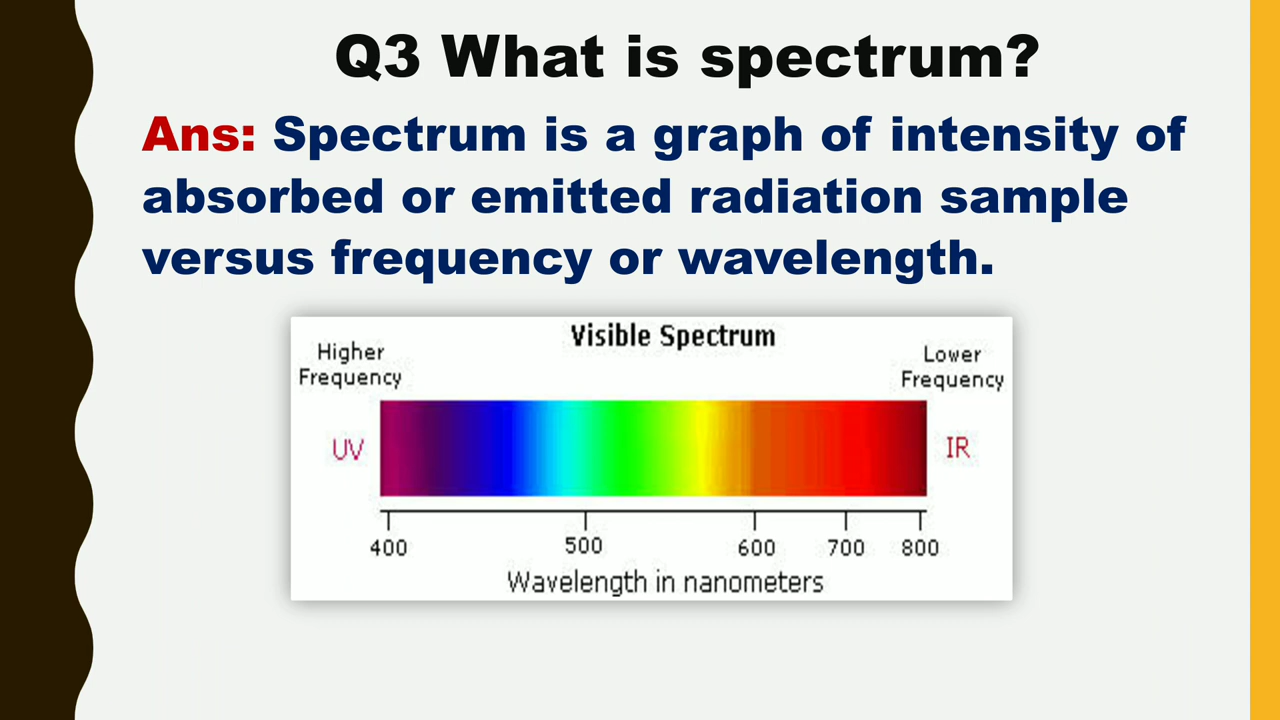 Q3 What is spectrum?
Ans: Spectrum is a graph of intensity of
absorbed or emitted radiation sample
versus frequency or wavelength.
Visible Spectrum
Higher
Frequency
Lower
Frequency
UV
IR
400 500 600 700 800
Wavelength in nanometers